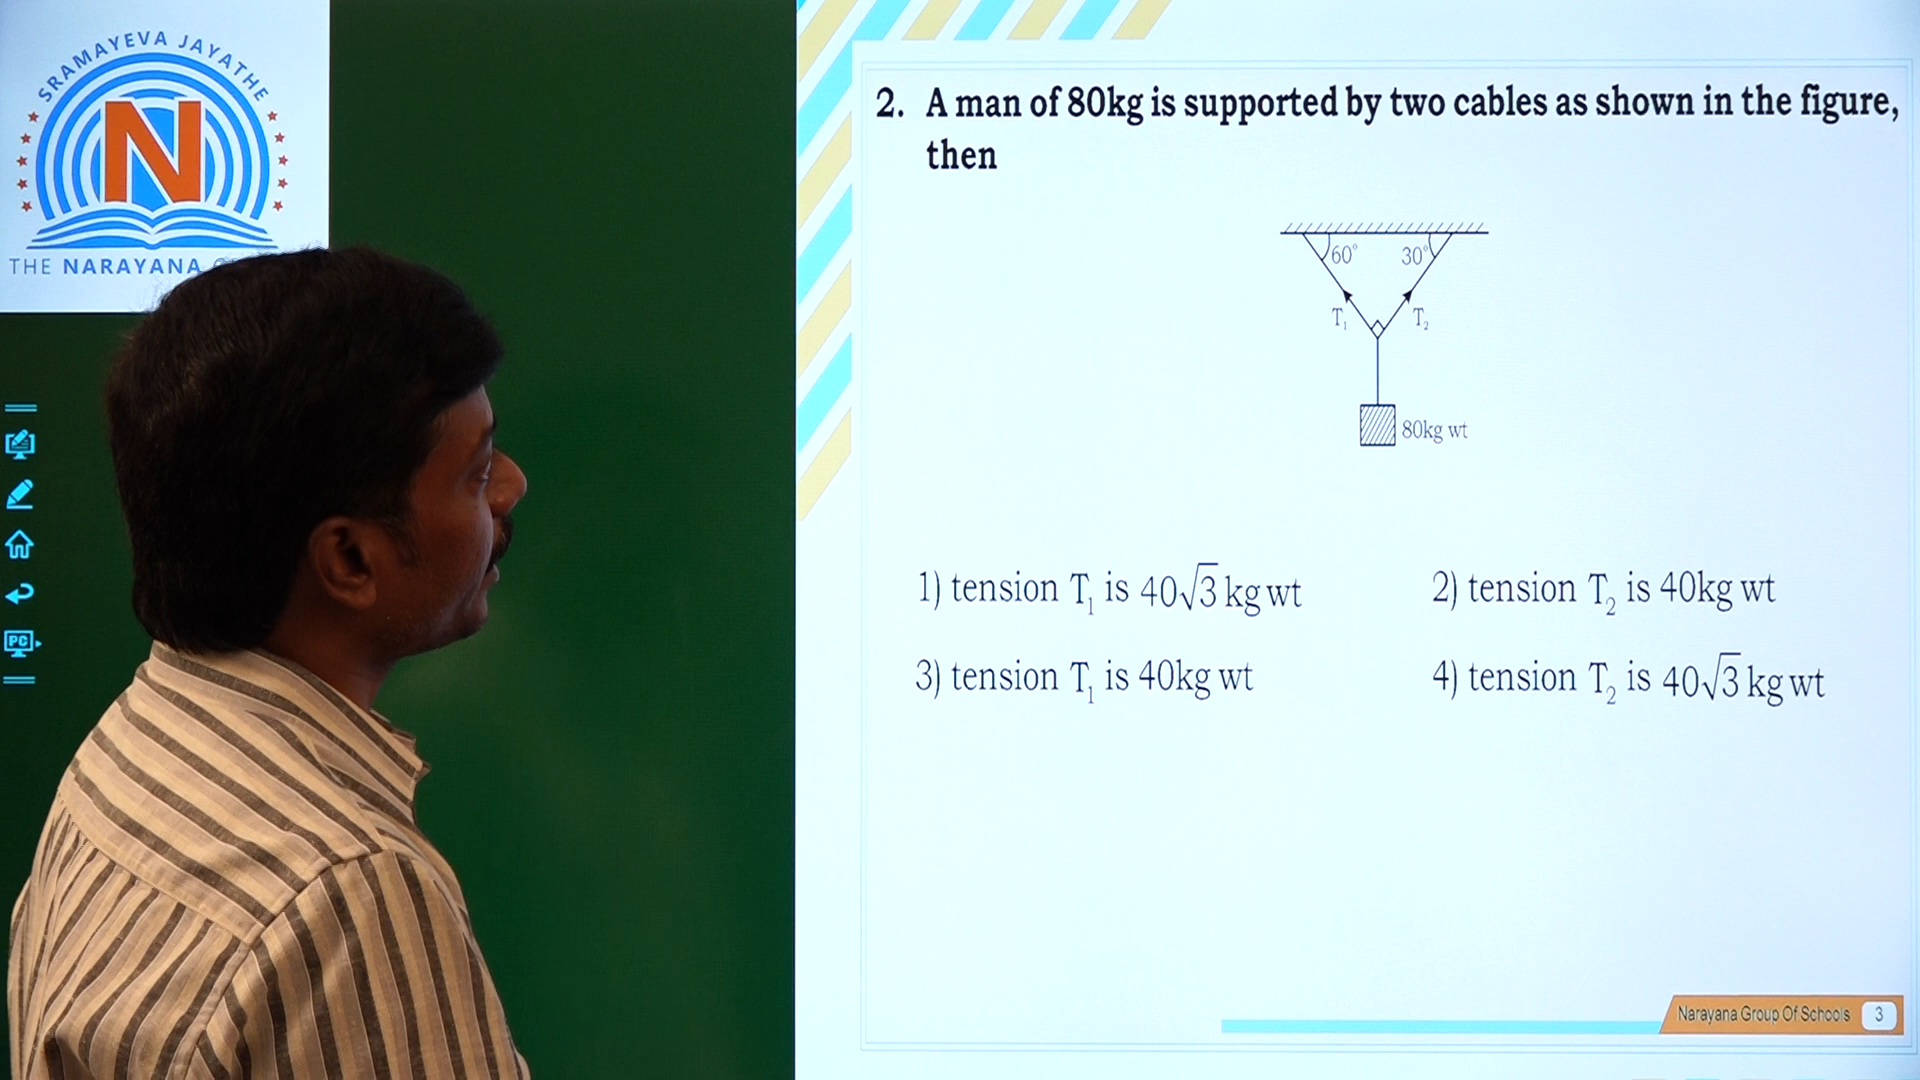 SRAMAYEVA JAYATHE
N
THE NARAYANA
PC
2. A man of 80kg is supported by two cables as shown in the figure,
then
60° 30°
T₁ T₂
80kg wt
1) tension T₁ is 40√3 kg wt 2) tension T₂ is 40kg wt
3) tension T₁ is 40kg wt 4) tension T₂ is 40√3 kg wt
Narayana Group Of Schools 3